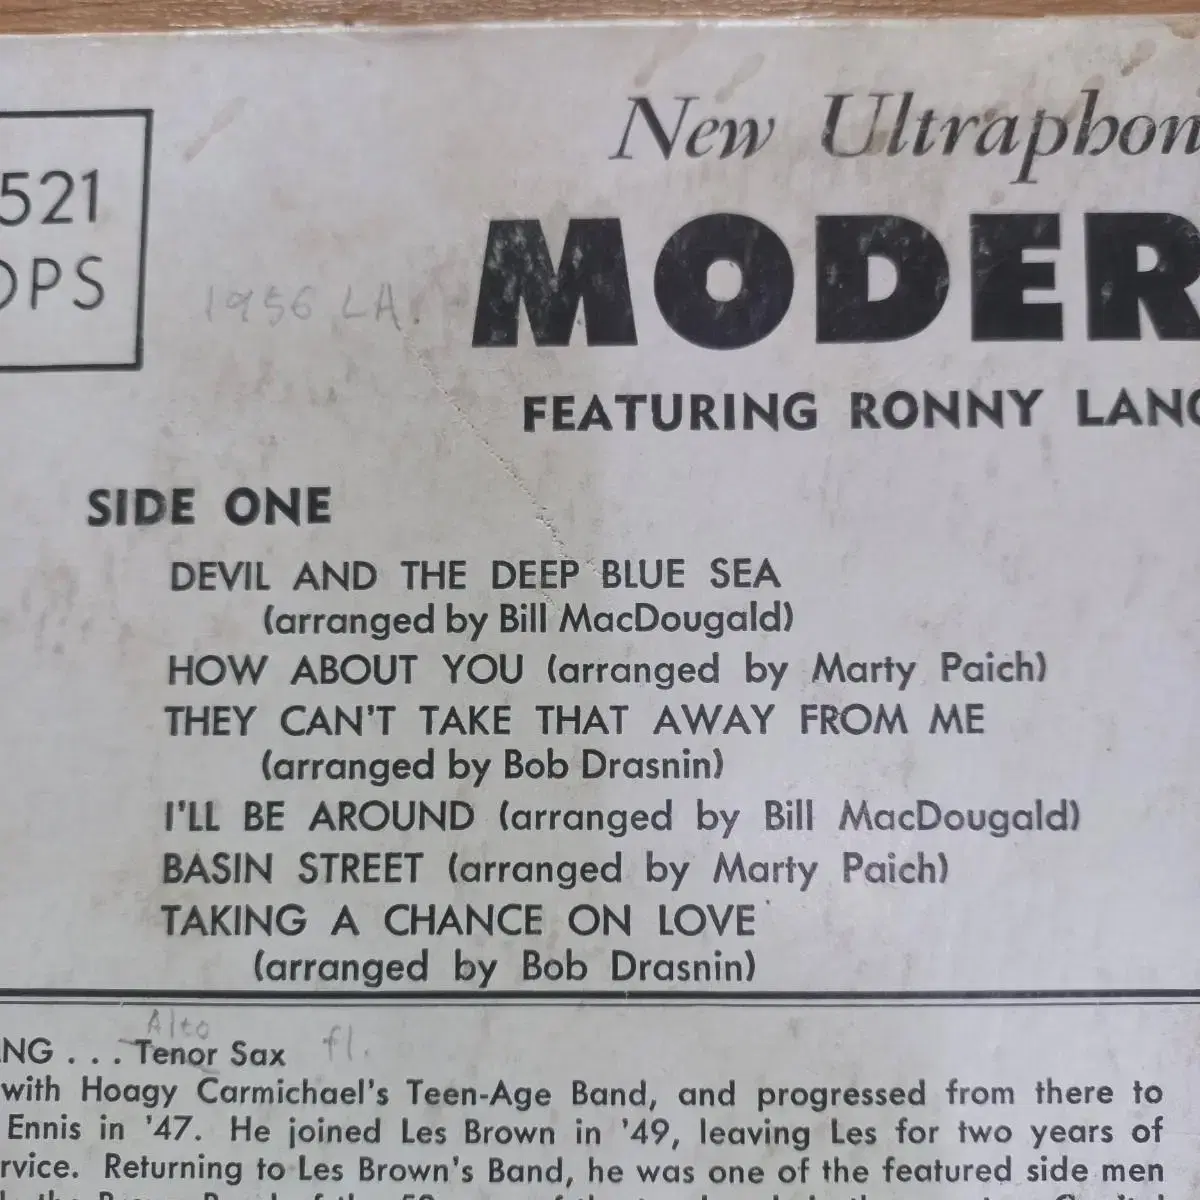 521
OPS
New Ultraphon
MODER
1956 LA.
FEATURING RONNY LANG
SIDE ONE
DEVIL AND THE DEEP BLUE SEA
(arranged by Bill MacDougald)
HOW ABOUT YOU (arranged by Marty Paich)
THEY CAN'T TAKE THAT AWAY FROM ME
(arranged by Bob Drasnin)
I'LL BE AROUND (arranged by Bill MacDougald)
BASIN STREET (arranged by Marty Paich)
TAKING A CHANCE ON LOVE
(arranged by Bob Drasnin)
Alto
NG . . . Tenor Sax fl.
with Hoagy Carmichael's Teen-Age Band, and progressed from there to
Ennis in '47. He joined Les Brown in '49, leaving Les for two years of
rvice. Returning to Les Brown's Band, he was one of the featured side men